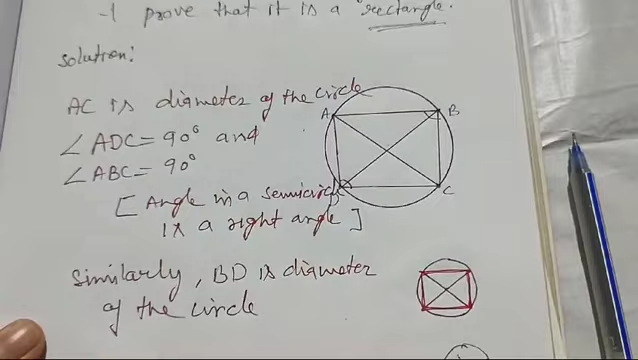 -1 prove that it is a rectangle.
solution:
AC is diameter of the circle
∠ADC = 90° and
∠ABC = 90°
[Angle in a semicircle
is a right angle]
A
B
C
similarly, BD is diameter
of the circle